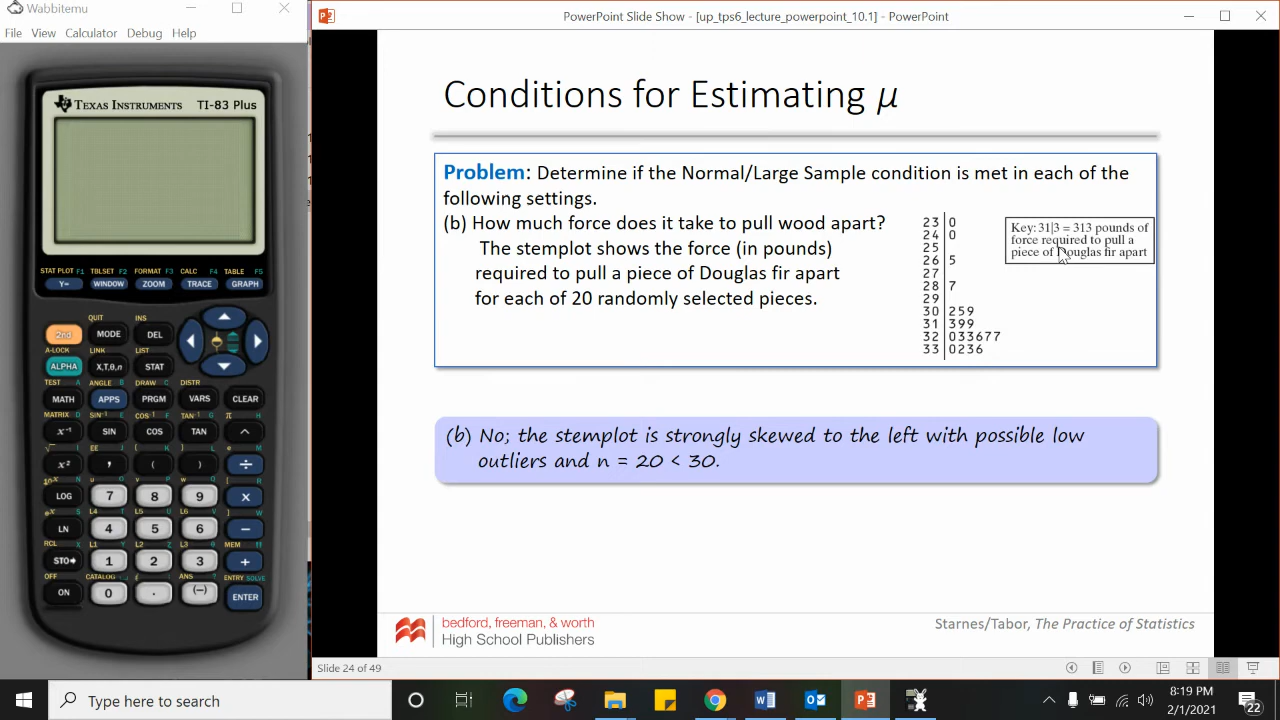 Wabbitemu
File View Calculator Debug Help
PowerPoint Slide Show - [up_tps6_lecture_powerpoint_10.1] - PowerPoint
TEXAS INSTRUMENTS TI-83 Plus
STAT PLOT F1 TBLSET F2 FORMAT F3 CALC F4 TABLE F5
Y= WINDOW ZOOM TRACE GRAPH
QUIT INS
2nd MODE DEL
A-LOCK LINK LIST
ALPHA X,T,θ,n STAT
TEST A ANGLE B DRAW C DISTR
MATH APPS PRGM VARS CLEAR
MATRIX D SIN⁻¹ E COS⁻¹ F TAN⁻¹ G π H
x⁻¹ SIN COS TAN ^
x² , ( ) ÷
LOG 7 8 9 x
LN 4 5 6 −
RCL X L1 Y L2 Z L3 θ MEM "
STO▸ 1 2 3 +
OFF CATALOG ANS ? ENTRY SOLVE
ON 0 . (−) ENTER
Conditions for Estimating μ
Problem: Determine if the Normal/Large Sample condition is met in each of the
following settings.
(b) How much force does it take to pull wood apart?
The stemplot shows the force (in pounds)
required to pull a piece of Douglas fir apart
for each of 20 randomly selected pieces.
23 0
24 0
25
26 5
27
28 7
29
30 259
31 399
32 033677
33 0236
Key: 31|3 = 313 pounds of
force required to pull a
piece of Douglas fir apart
(b) No; the stemplot is strongly skewed to the left with possible low
outliers and n = 20 < 30.
bedford, freeman, & worth
High School Publishers
Starnes/Tabor, The Practice of Statistics
Slide 24 of 49
Type here to search
8:19 PM
2/1/2021
22